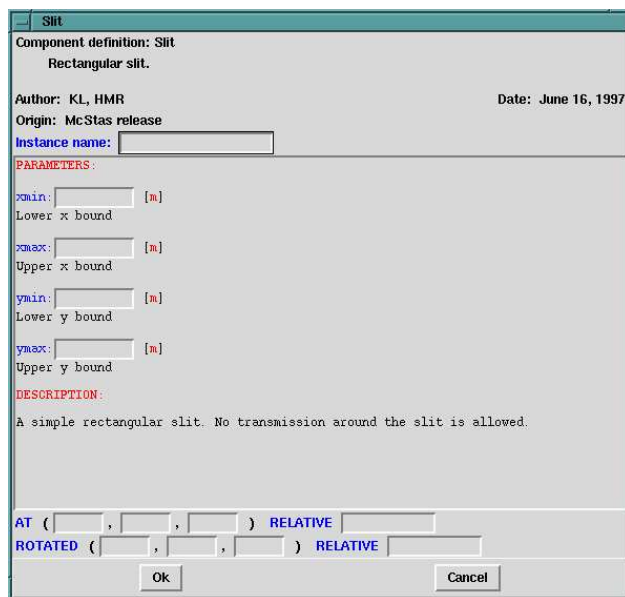 Slit
Component definition: Slit
Rectangular slit.
Author: KL, HMR Date: June 16, 1997
Origin: McStas release
Instance name:
PARAMETERS:
xmin: [m]
Lower x bound
xmax: [m]
Upper x bound
ymin: [m]
Lower y bound
ymax: [m]
Upper y bound
DESCRIPTION:
A simple rectangular slit. No transmission around the slit is allowed.
AT ( , , ) RELATIVE
ROTATED ( , , ) RELATIVE
Ok Cancel